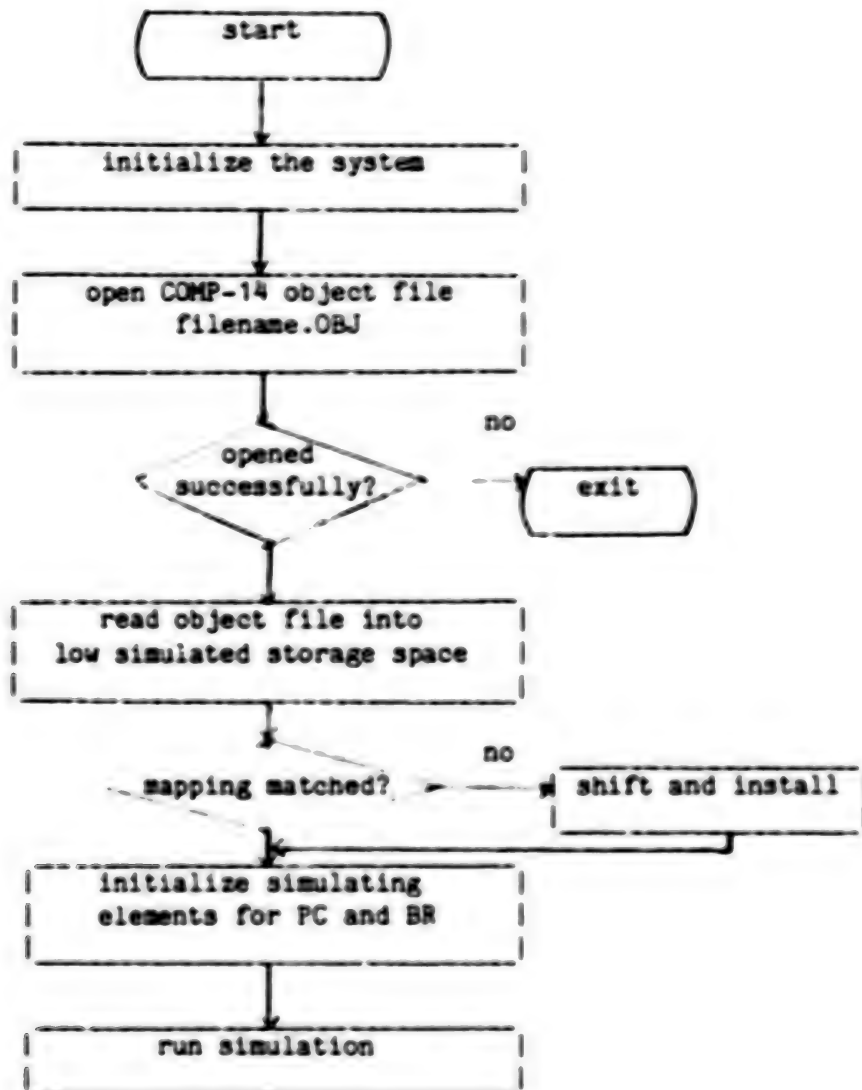 start
initialize the system
open COMP-14 object file
filename.OBJ
no
opened
successfully?
exit
read object file into
low simulated storage space
no
mapping matched?
shift and install
initialize simulating
elements for PC and BR
run simulation